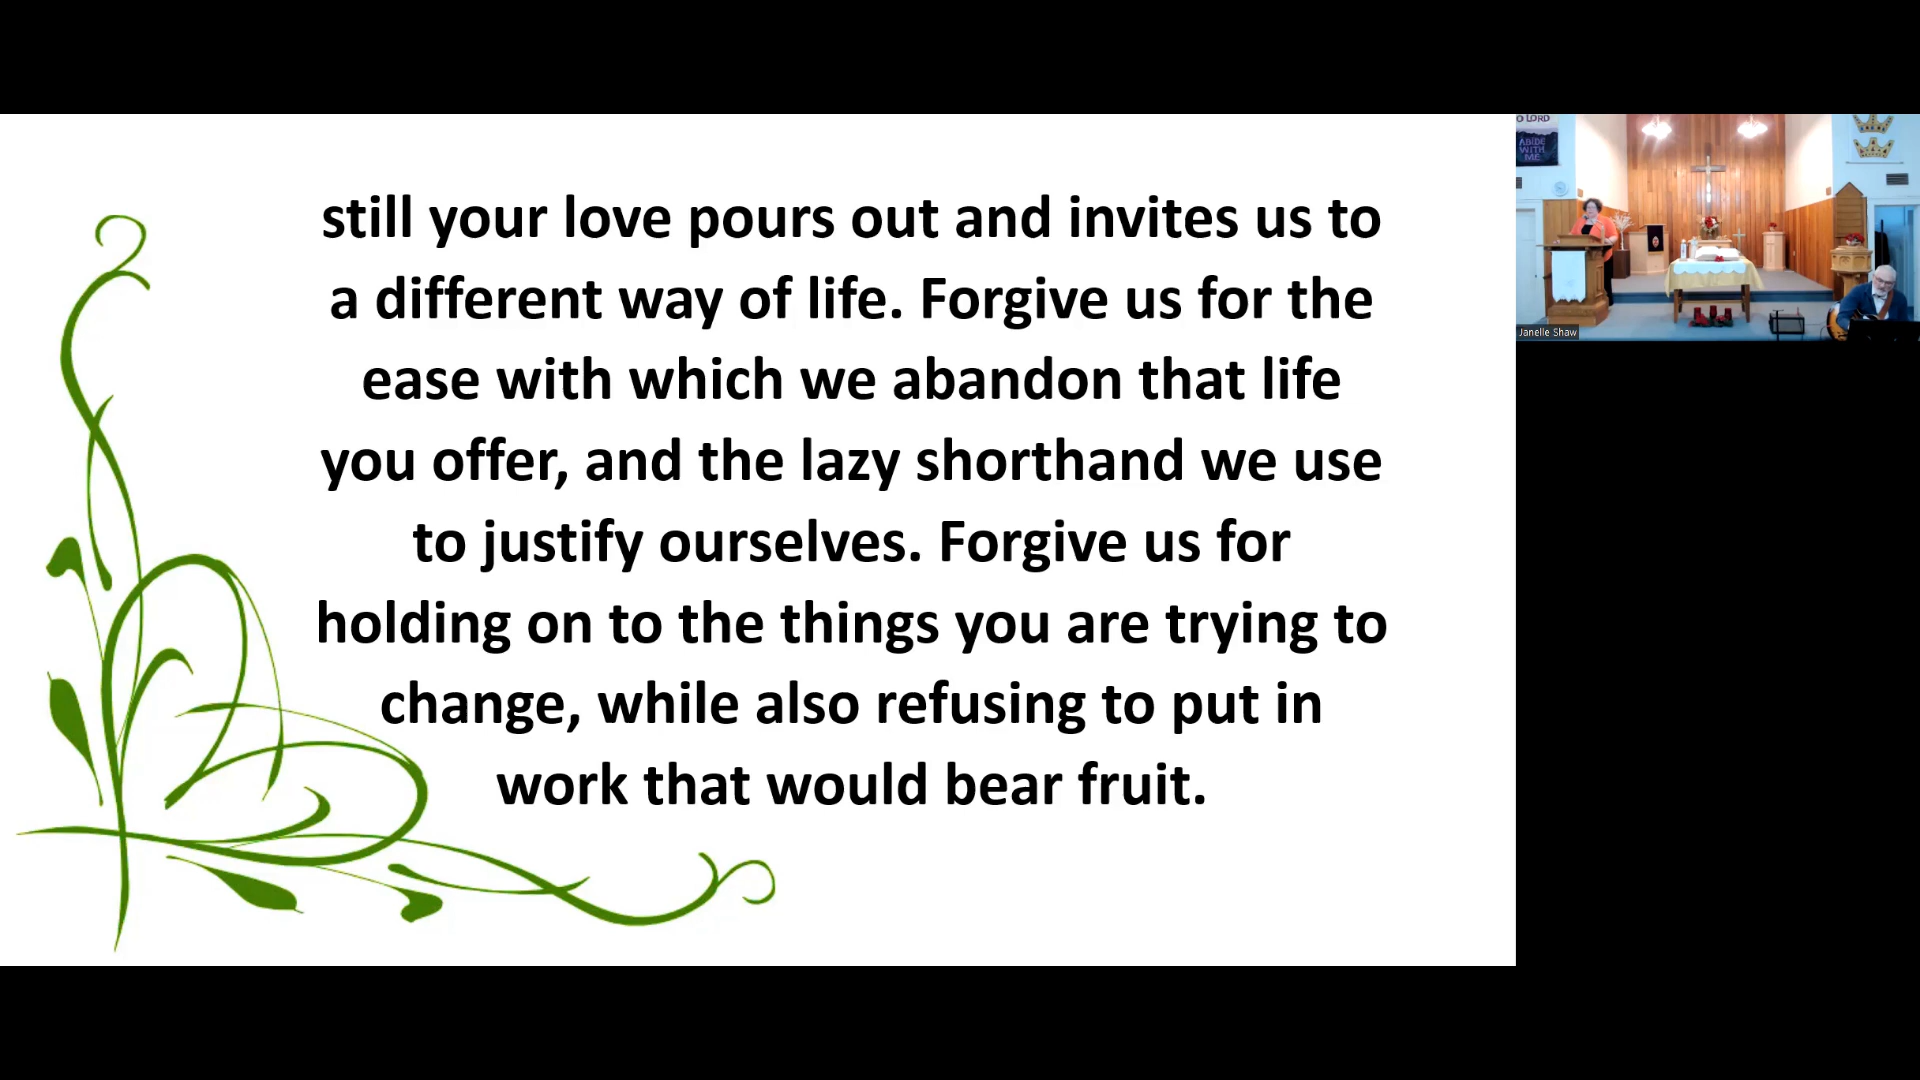 still your love pours out and invites us to
a different way of life. Forgive us for the
ease with which we abandon that life
you offer, and the lazy shorthand we use
to justify ourselves. Forgive us for
holding on to the things you are trying to
change, while also refusing to put in
work that would bear fruit.
O LORD
ABIDE
WITH
ME
Janelle Shaw